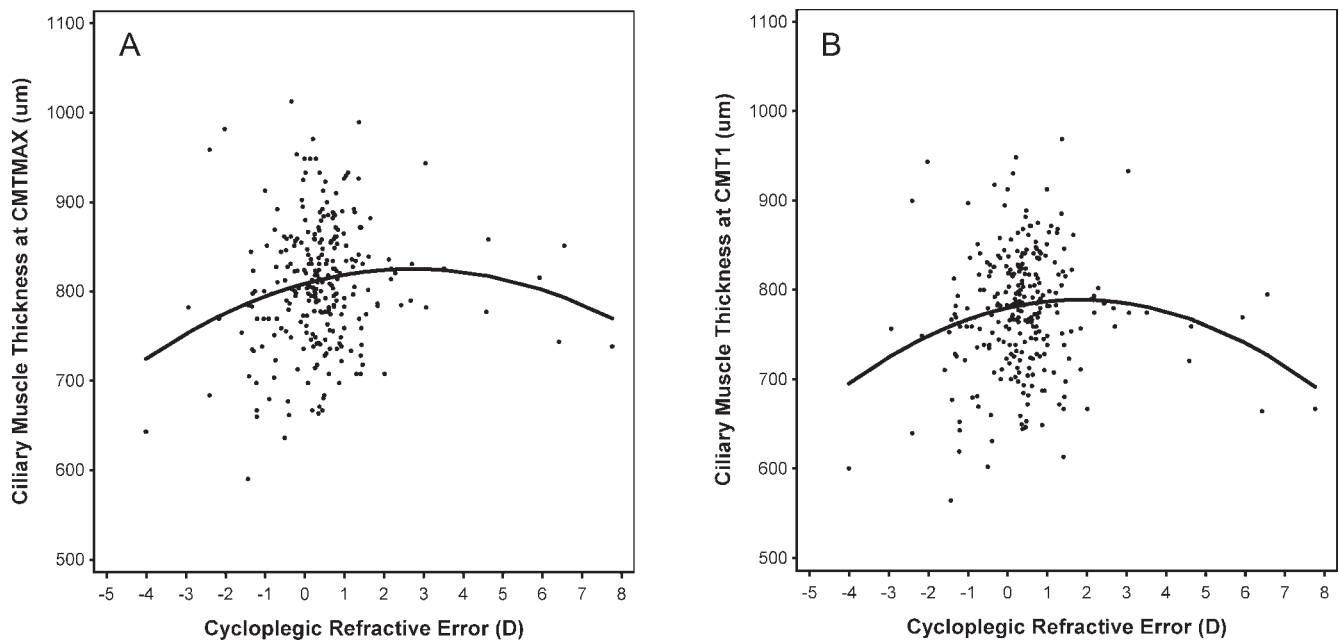 A
Ciliary Muscle Thickness at CMTMAX (um)
1100
1000
900
800
700
600
500
-5 -4 -3 -2 -1 0 1 2 3 4 5 6 7 8
Cycloplegic Refractive Error (D)
B
Ciliary Muscle Thickness at CMT1 (um)
1100
1000
900
800
700
600
500
-5 -4 -3 -2 -1 0 1 2 3 4 5 6 7 8
Cycloplegic Refractive Error (D)